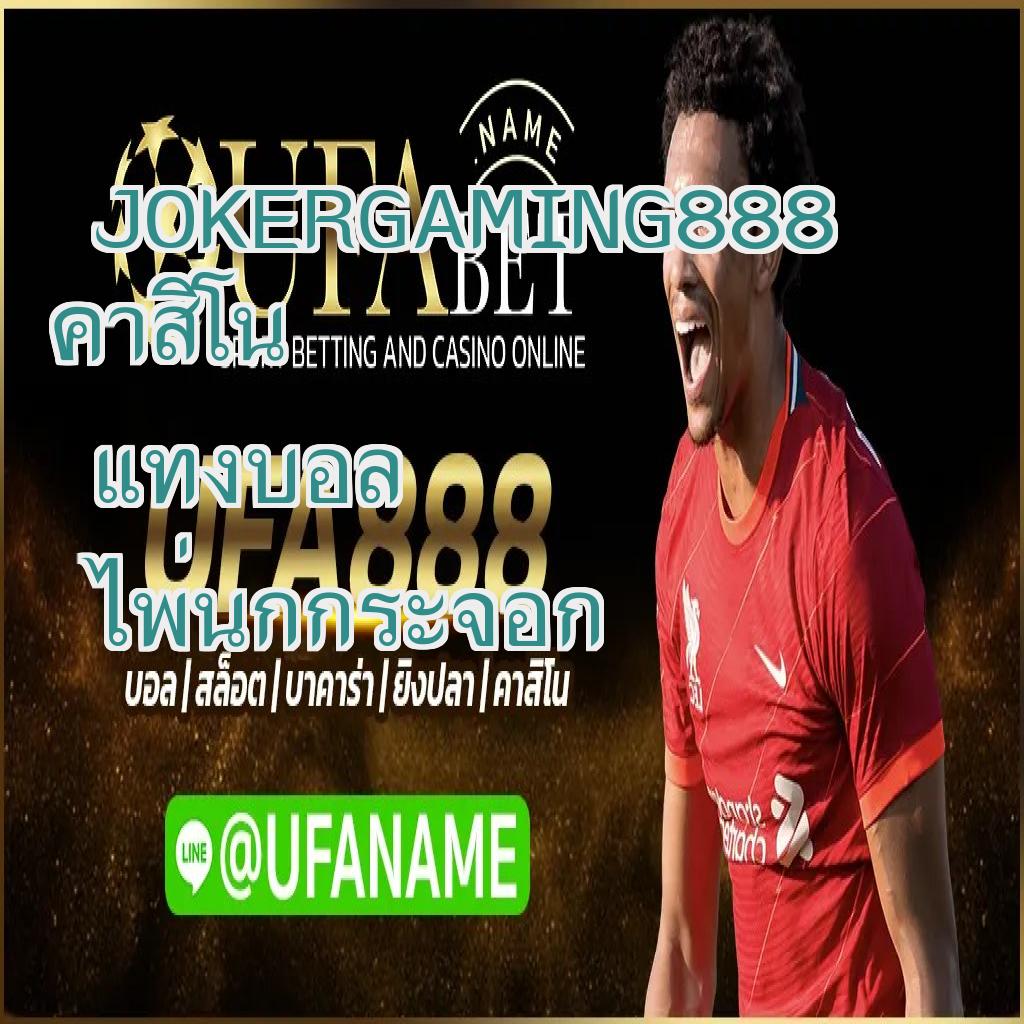 .NAME
UFA
BET
JOKERGAMING888
คาสิโน
BETTING AND CASINO ONLINE
แทงบอล
UFA888
ไพ่นกกระจอก
บอล | สล็อต | บาคาร่า | ยิงปลา | คาสิโน
LINE @UFANAME